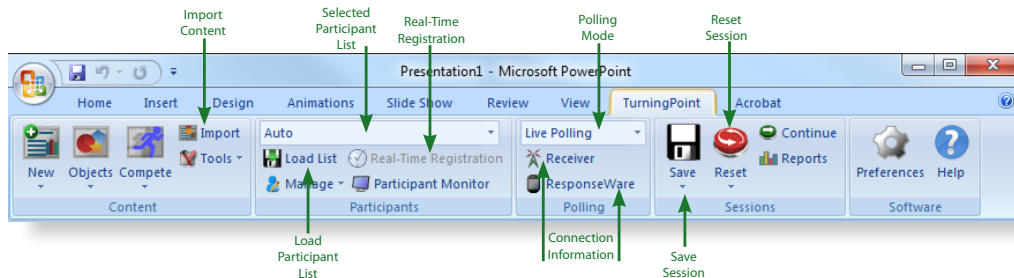 Import
Content
Selected
Participant
List
Real-Time
Registration
Polling
Mode
Reset
Session
Presentation1 - Microsoft PowerPoint
Home Insert Design Animations Slide Show Review View TurningPoint Acrobat
New
Objects
Compete
Import
Tools
Content
Auto
Load List
Real-Time Registration
Manage
Participant Monitor
Participants
Live Polling
Receiver
ResponseWare
Polling
Save
Reset
Continue
Reports
Sessions
Preferences
Help
Software
Load
Participant
List
Connection
Information
Save
Session